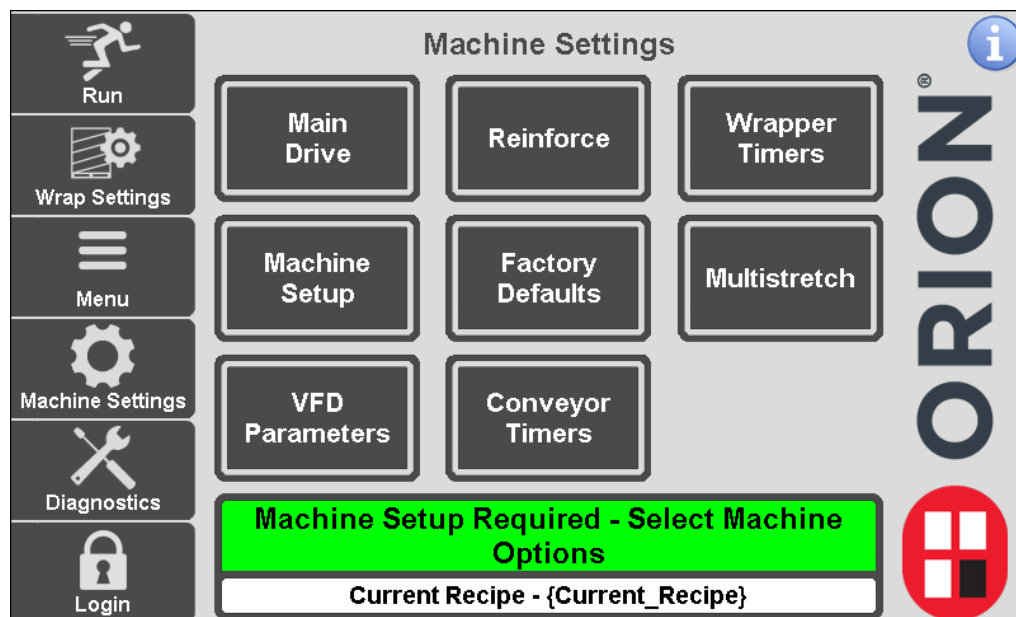 Run
Wrap Settings
Menu
Machine Settings
Diagnostics
Login
Machine Settings
Main
Drive
Reinforce
Wrapper
Timers
Machine
Setup
Factory
Defaults
Multistretch
VFD
Parameters
Conveyor
Timers
Machine Setup Required - Select Machine
Options
Current Recipe - {Current_Recipe}
i
ORION®